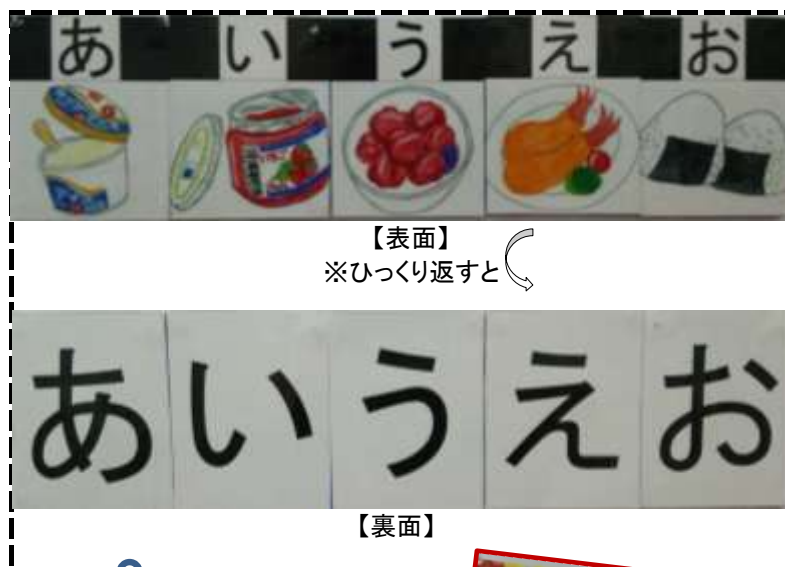 あ い う え お
【表面】
※ひっくり返すと
あ い う え お
【裏面】